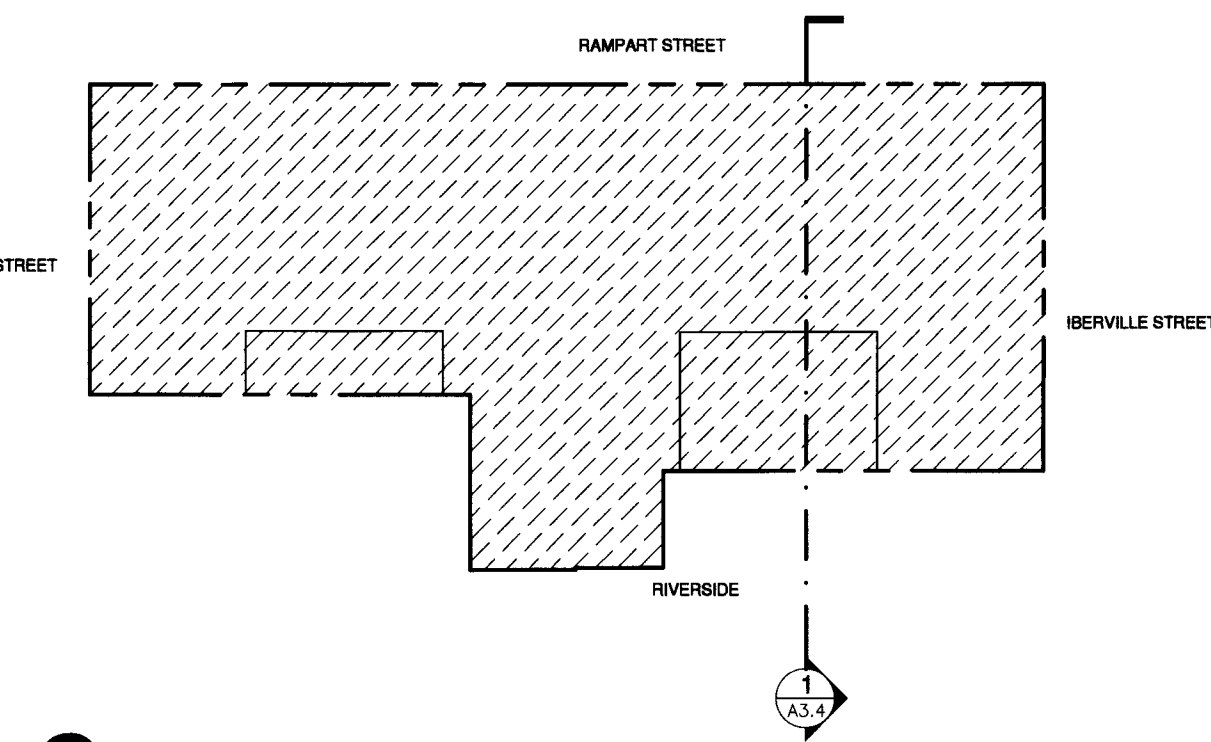 RAMPART STREET
STREET
IBERVILLE STREET
RIVERSIDE
1
A3.4